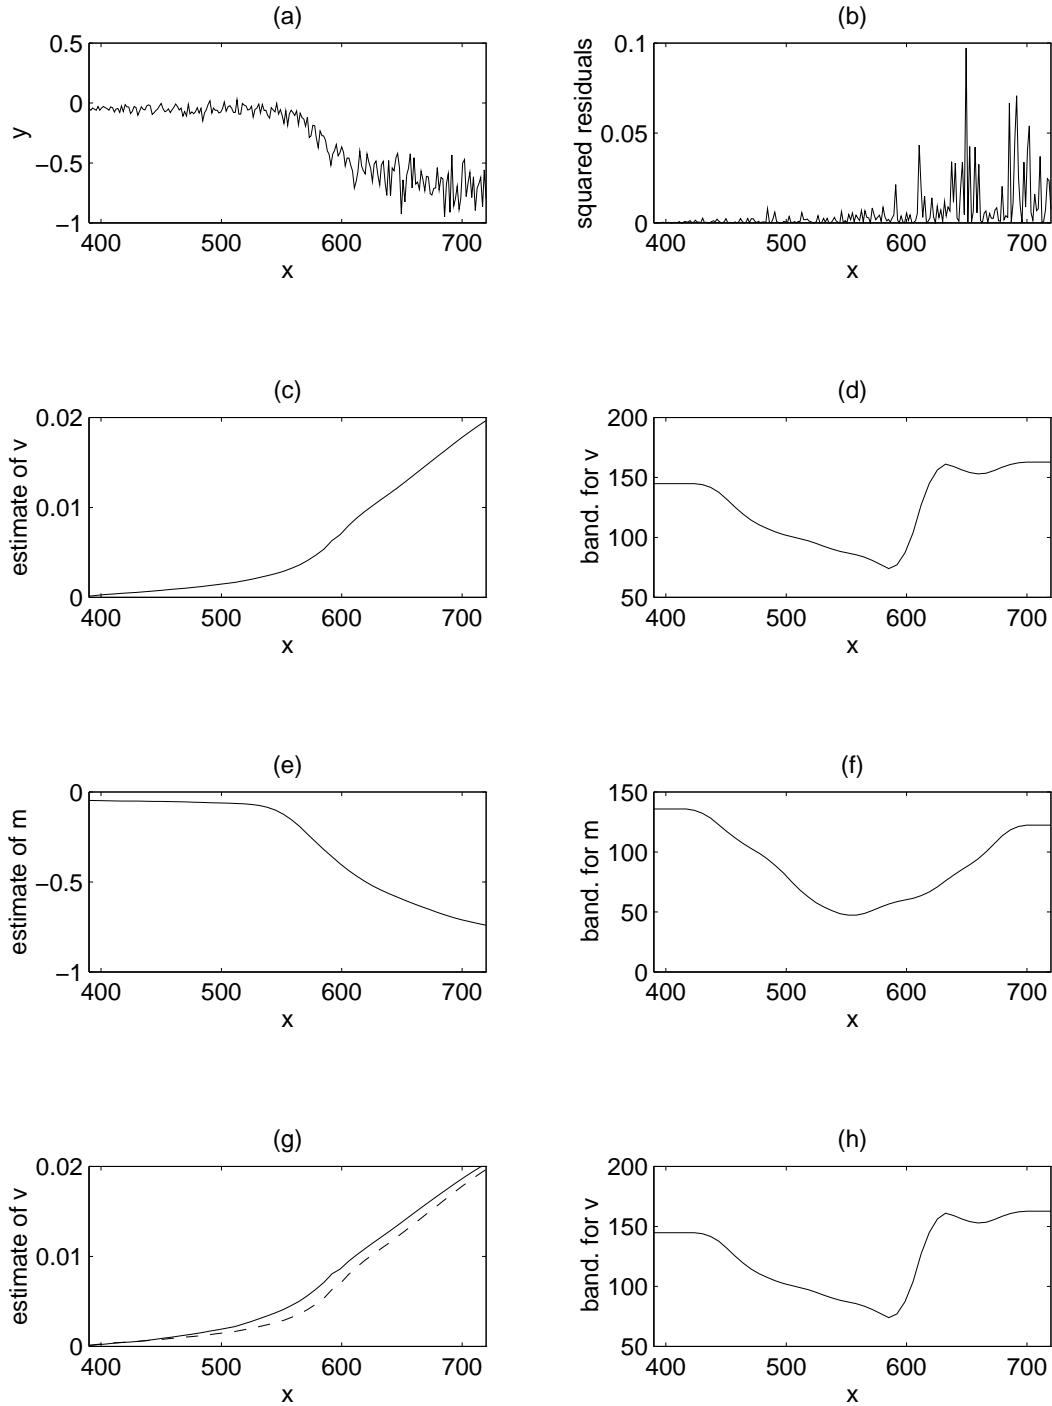 (a)
y
0.5
0
−0.5
−1
400 500 600 700
x
(b)
squared residuals
0.1
0.05
0
400 500 600 700
x
(c)
estimate of v
0.02
0.01
0
400 500 600 700
x
(d)
band. for v
200
150
100
50
400 500 600 700
x
(e)
estimate of m
0
−0.5
−1
400 500 600 700
x
(f)
band. for m
150
100
50
0
400 500 600 700
x
(g)
estimate of v
0.02
0.01
0
400 500 600 700
x
(h)
band. for v
200
150
100
50
400 500 600 700
x